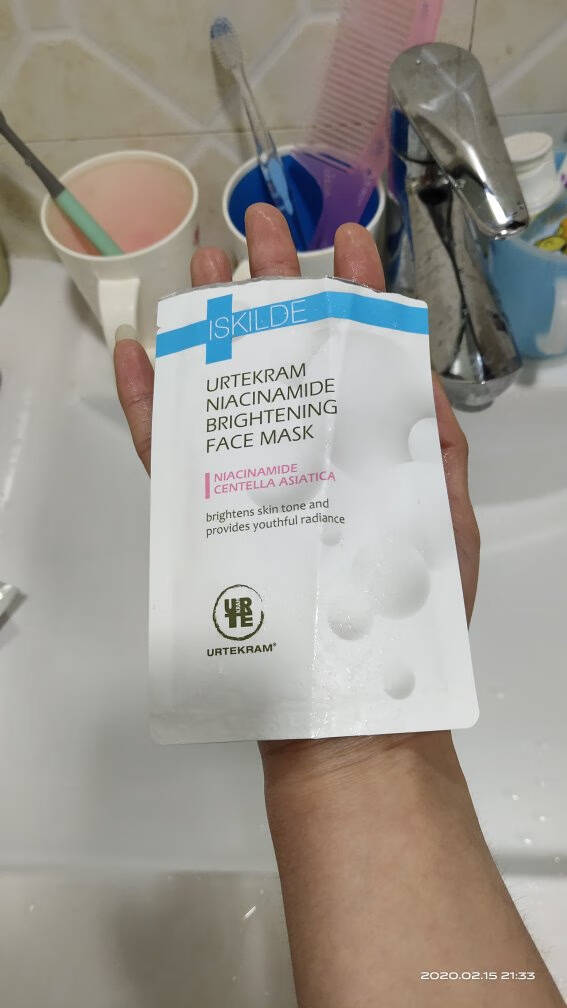 ISKILDE
URTEKRAM
NIACINAMIDE
BRIGHTENING
FACE MASK
NIACINAMIDE
CENTELLA ASIATICA
brightens skin tone and
provides youthful radiance
URTE
KRAM
URTEKRAM®
2020.02.15 21:33